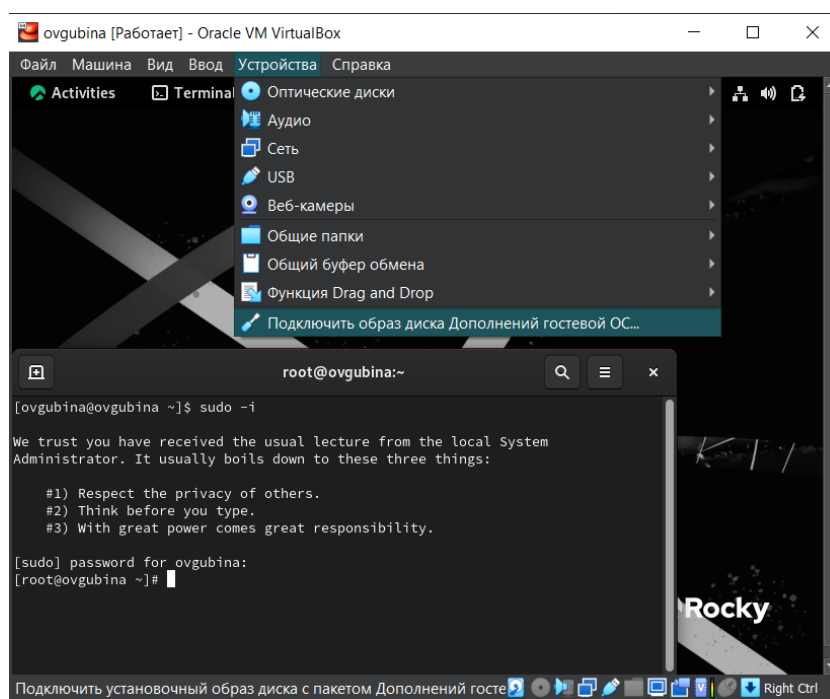 ovgubina [Работает] - Oracle VM VirtualBox
Файл Машина Вид Ввод Устройства Справка
Activities Terminal
Оптические диски
Аудио
Сеть
USB
Веб-камеры
Общие папки
Общий буфер обмена
Функция Drag and Drop
Подключить образ диска Дополнений гостевой ОС...
root@ovgubina:~
[ovgubina@ovgubina ~]$ sudo -i
We trust you have received the usual lecture from the local System
Administrator. It usually boils down to these three things:
#1) Respect the privacy of others.
#2) Think before you type.
#3) With great power comes great responsibility.
[sudo] password for ovgubina:
[root@ovgubina ~]#
Rocky
Подключить установочный образ диска с пакетом Дополнений госте
Right Ctrl